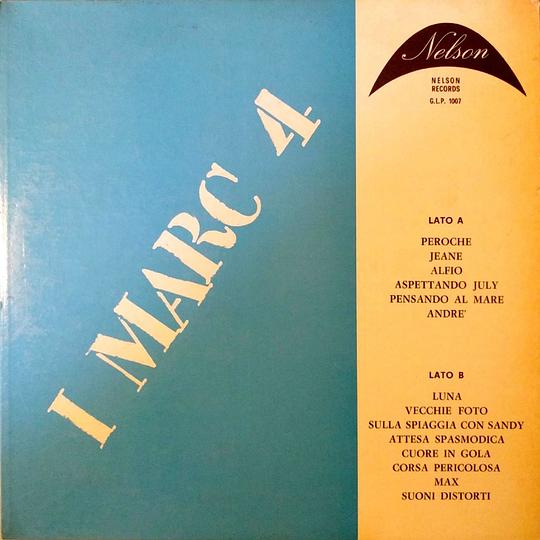 I MARC 4
Nelson
NELSON
RECORDS
G.L.P. 1007
LATO A
PEROCHE
JEANE
ALFIO
ASPETTANDO JULY
PENSANDO AL MARE
ANDRE'
LATO B
LUNA
VECCHIE FOTO
SULLA SPIAGGIA CON SANDY
ATTESA SPASMODICA
CUORE IN GOLA
CORSA PERICOLOSA
MAX
SUONI DISTORTI